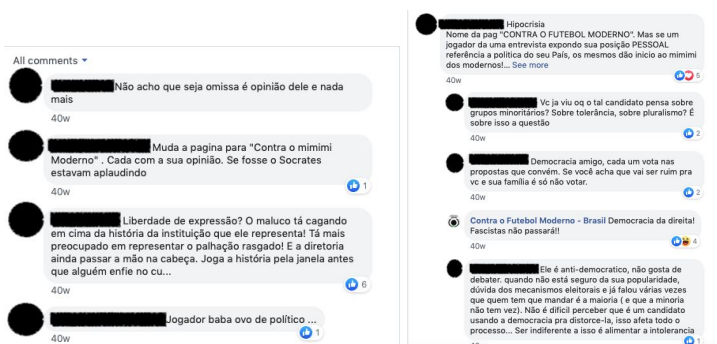 All comments
Não acho que seja omissa é opinião dele e nada
mais
40w
Muda a pagina para "Contra o mimimi
Moderno" . Cada com a sua opinião. Se fosse o Socrates
estavam aplaudindo
1
40w
Liberdade de expressão? O maluco tá cagando
em cima da história da instituição que ele representa! Tá mais
preocupado em representar o palhação rasgado! E a diretoria
ainda passar a mão na cabeça. Joga a história pela janela antes
que alguém enfie no cu...
6
40w
Jogador baba ovo de político ...
1
40w
Hipocrisia
Nome da pag "CONTRA O FUTEBOL MODERNO". Mas se um
jogador da uma entrevista expondo sua posição PESSOAL
referência a politica do seu País, os mesmos dão início ao mimimi
dos modernos!... See more
5
40w
Vc ja viu oq o tal candidato pensa sobre
grupos minoritários? Sobre tolerância, sobre pluralismo? É
sobre isso a questão
2
40w
Democracia amigo, cada um vota nas
propostas que convém. Se você acha que vai ser ruim pra
vc e sua família é só não votar.
2
40w
Contra o Futebol Moderno - Brasil Democracia da direita!
Fascistas não passarã!!
4
40w
Ele é anti-democratico, não gosta de
debater. quando não está seguro da sua popularidade,
dúvida dos mecanismos eleitorais e já falou várias vezes
que quem tem que mandar é a maioria ( e que a minoria
não tem vez). Não é dificil perceber que é um candidato
usando a democracia pra distorce-la, isso afeta todo o
processo... Ser indiferente a isso é alimentar a intolerancia
1